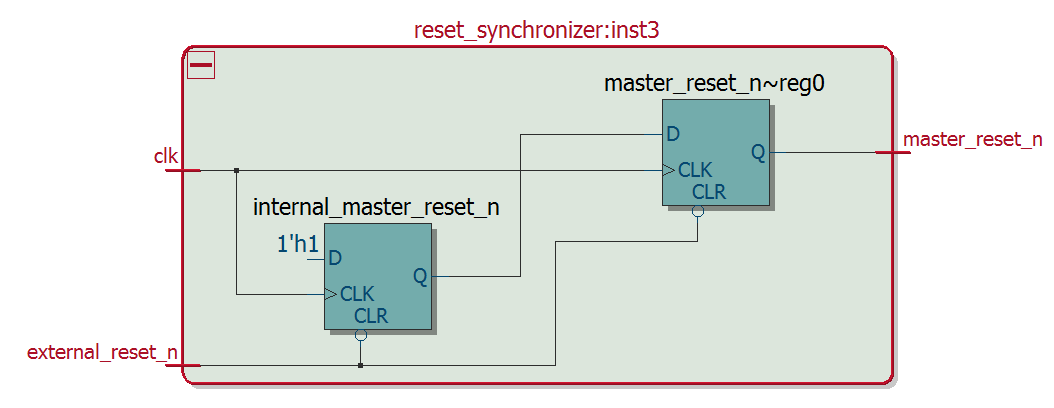 reset_synchronizer:inst3
master_reset_n~reg0
D
Q
CLK
CLR
master_reset_n
clk
internal_master_reset_n
1'h1
D
Q
CLK
CLR
external_reset_n